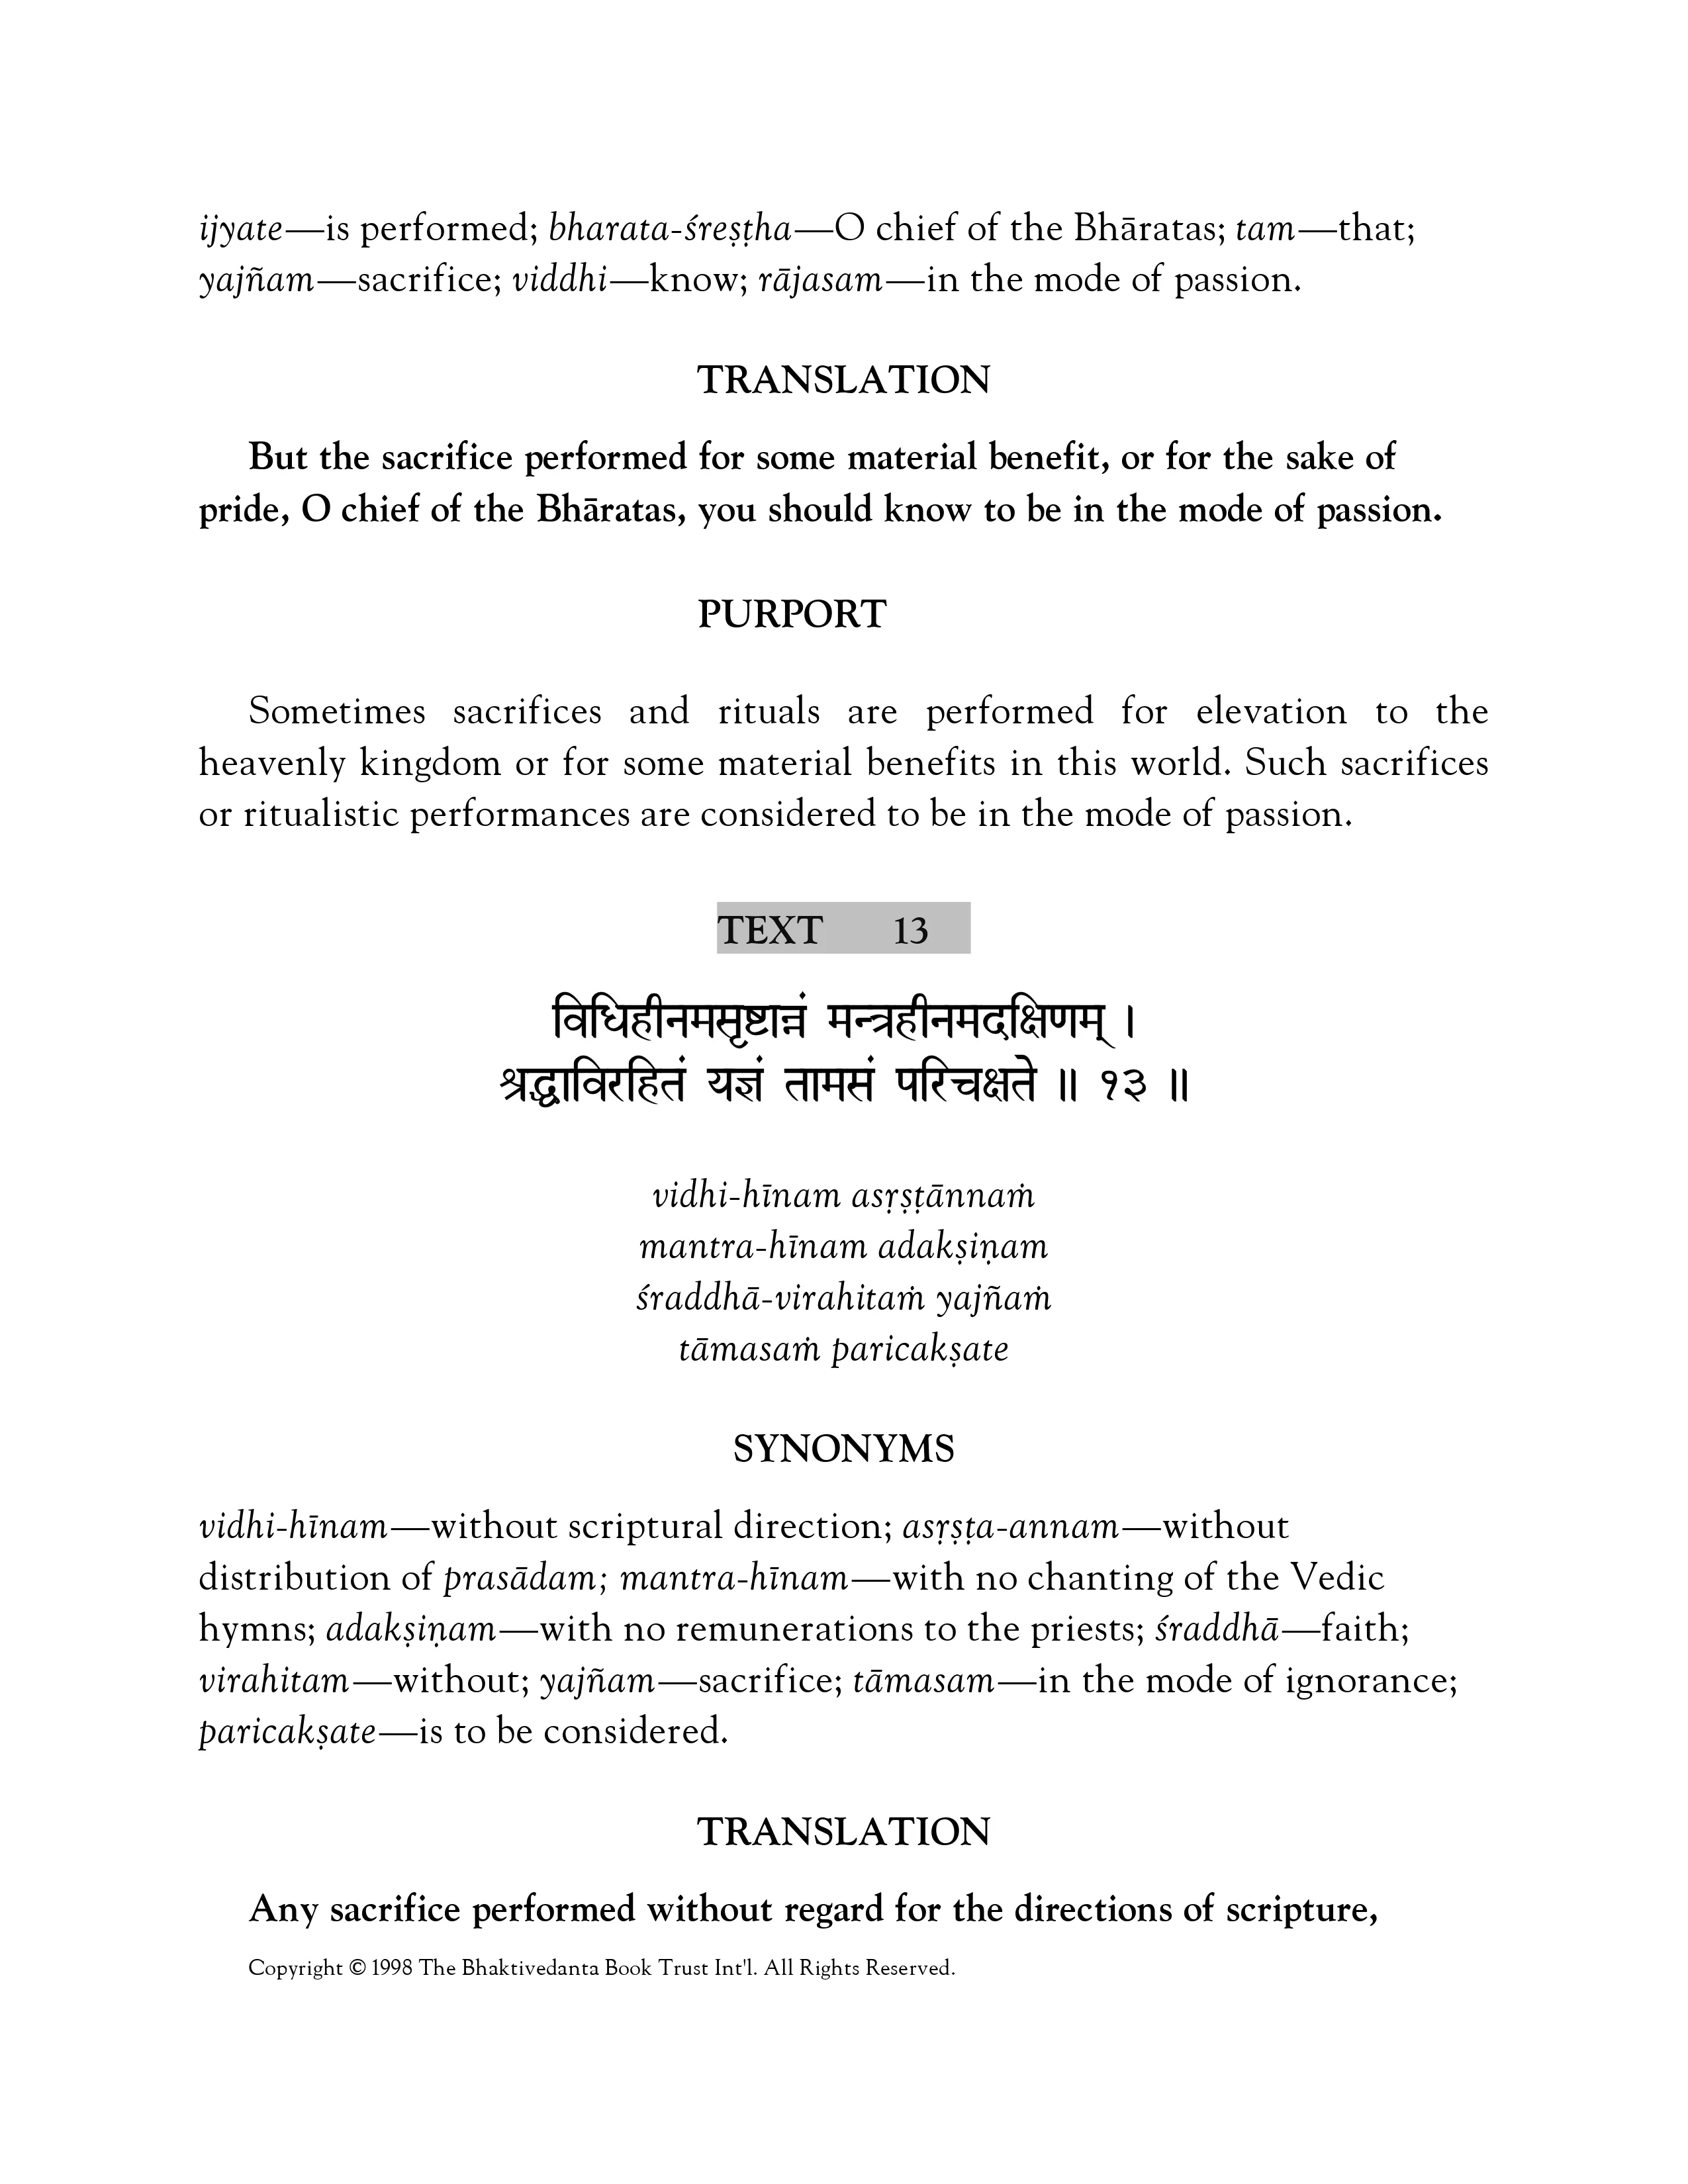 ijyate—is performed; bharata-śreṣṭha—O chief of the Bhāratas; tam—that;
yajñam—sacrifice; viddhi—know; rājasam—in the mode of passion.
TRANSLATION
But the sacrifice performed for some material benefit, or for the sake of
pride, O chief of the Bhāratas, you should know to be in the mode of passion.
PURPORT
Sometimes sacrifices and rituals are performed for elevation to the
heavenly kingdom or for some material benefits in this world. Such sacrifices
or ritualistic performances are considered to be in the mode of passion.
TEXT 13
विधिहीनमसृष्टान्नं मन्त्रहीनमदक्षिणम् ।
श्रद्धाविरहितं यज्ञं तामसं परिचक्षते ॥ १३ ॥
vidhi-hīnam asṛṣṭānnaṁ
mantra-hīnam adakṣiṇam
śraddhā-virahitaṁ yajñaṁ
tāmasaṁ paricakṣate
SYNONYMS
vidhi-hīnam—without scriptural direction; asṛṣṭa-annam—without
distribution of prasādam; mantra-hīnam—with no chanting of the Vedic
hymns; adakṣiṇam—with no remunerations to the priests; śraddhā—faith;
virahitam—without; yajñam—sacrifice; tāmasam—in the mode of ignorance;
paricakṣate—is to be considered.
TRANSLATION
Any sacrifice performed without regard for the directions of scripture,
Copyright © 1998 The Bhaktivedanta Book Trust Int'l. All Rights Reserved.